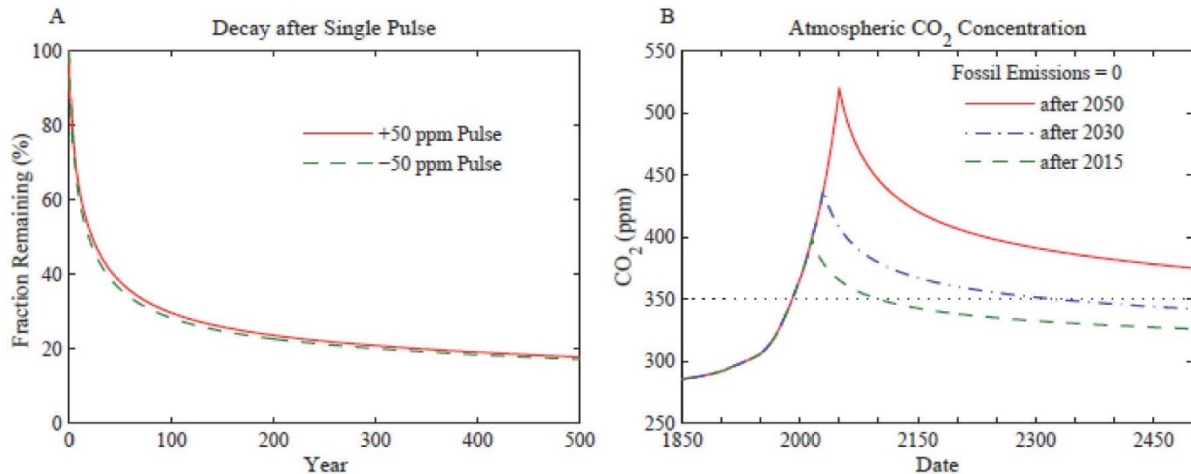 A
Decay after Single Pulse
100
80
60
40
20
0
Fraction Remaining (%)
+50 ppm Pulse
−50 ppm Pulse
0 100 200 300 400 500
Year
B
Atmospheric CO2 Concentration
550
500
450
400
350
300
250
CO2 (ppm)
Fossil Emissions = 0
after 2050
after 2030
after 2015
1850 2000 2150 2300 2450
Date